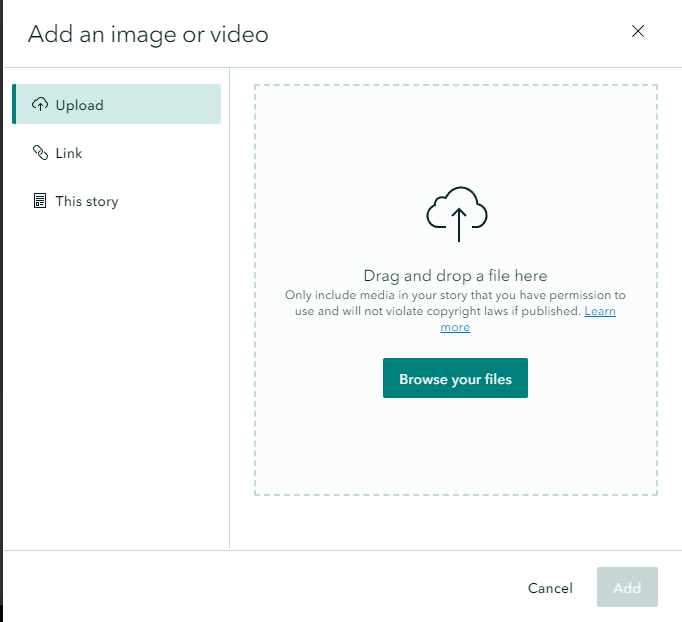 Add an image or video
Upload
Link
This story
Drag and drop a file here
Only include media in your story that you have permission to
use and will not violate copyright laws if published. Learn
more
Browse your files
Cancel
Add